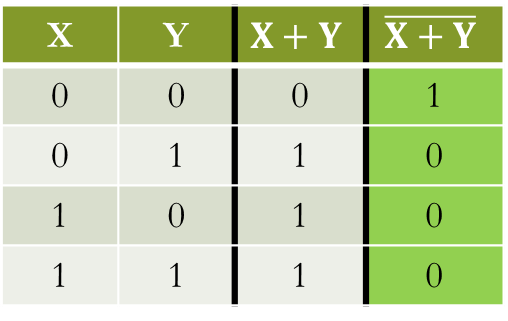 X Y X + Y X̅ ̅+̅ ̅Y̅
0 0 0 1
0 1 1 0
1 0 1 0
1 1 1 0